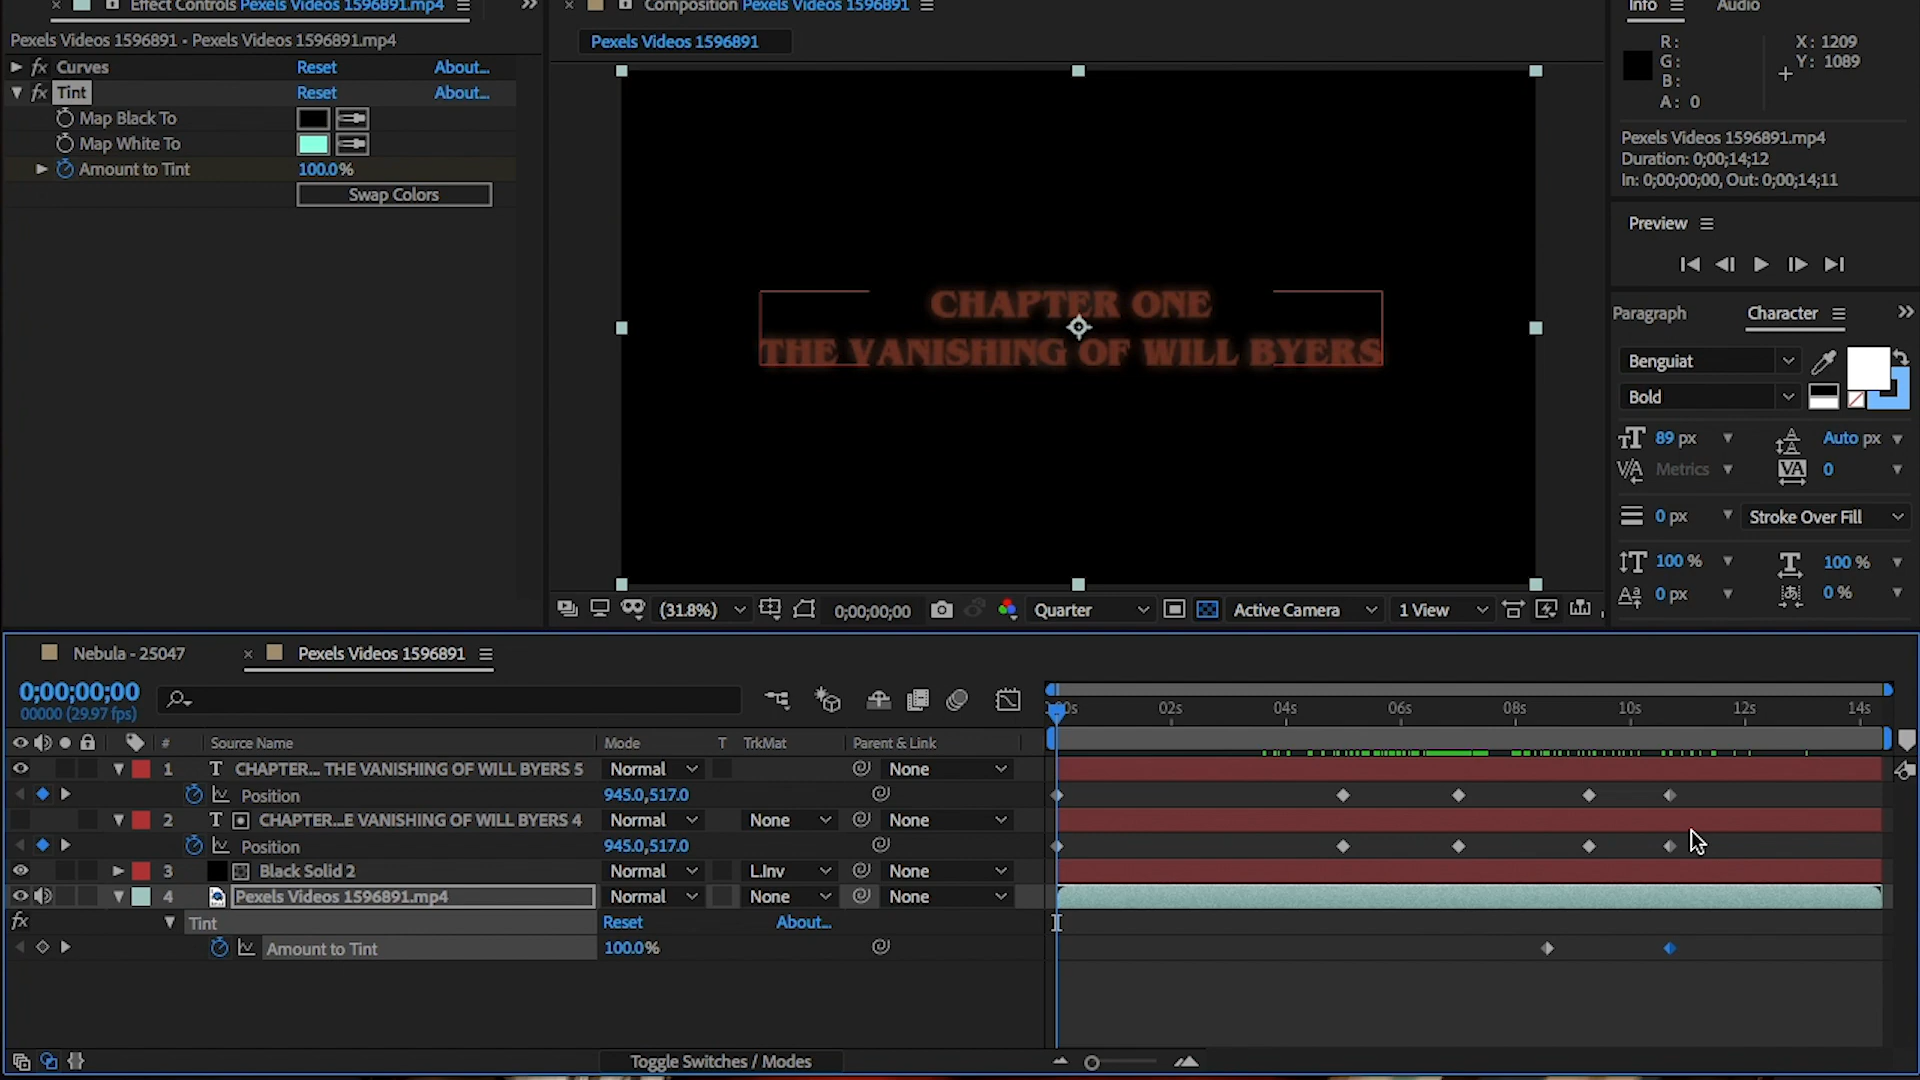 Effect Controls Pexels Videos 1596891.mp4
Pexels Videos 1596891 - Pexels Videos 1596891.mp4
fx Curves Reset About...
fx Tint Reset About...
Map Black To
Map White To
Amount to Tint 100.0%
Swap Colors
Composition Pexels Videos 1596891
Pexels Videos 1596891
CHAPTER ONE
THE VANISHING OF WILL BYERS
(31.8%) 0;00;00;00 Quarter Active Camera 1 View
Info Audio
R: X: 1209
G: Y: 1089
B:
A: 0
Pexels Videos 1596891.mp4
Duration: 0;00;14;12
In: 0;00;00;00, Out: 0;00;14;11
Preview
Paragraph Character
Benguiat
Bold
89 px Auto px
Metrics 0
0 px Stroke Over Fill
100 % 100 %
0 px 0 %
Nebula - 25047 Pexels Videos 1596891
0;00;00;00
00000 (29.97 fps)
00s 02s 04s 06s 08s 10s 12s 14s
# Source Name Mode T TrkMat Parent & Link
1 T CHAPTER... THE VANISHING OF WILL BYERS 5 Normal None
Position 945.0,517.0
2 T CHAPTER...E VANISHING OF WILL BYERS 4 Normal None None
Position 945.0,517.0
3 Black Solid 2 Normal L.Inv None
4 Pexels Videos 1596891.mp4 Normal None None
fx Tint Reset About...
Amount to Tint 100.0%
Toggle Switches / Modes